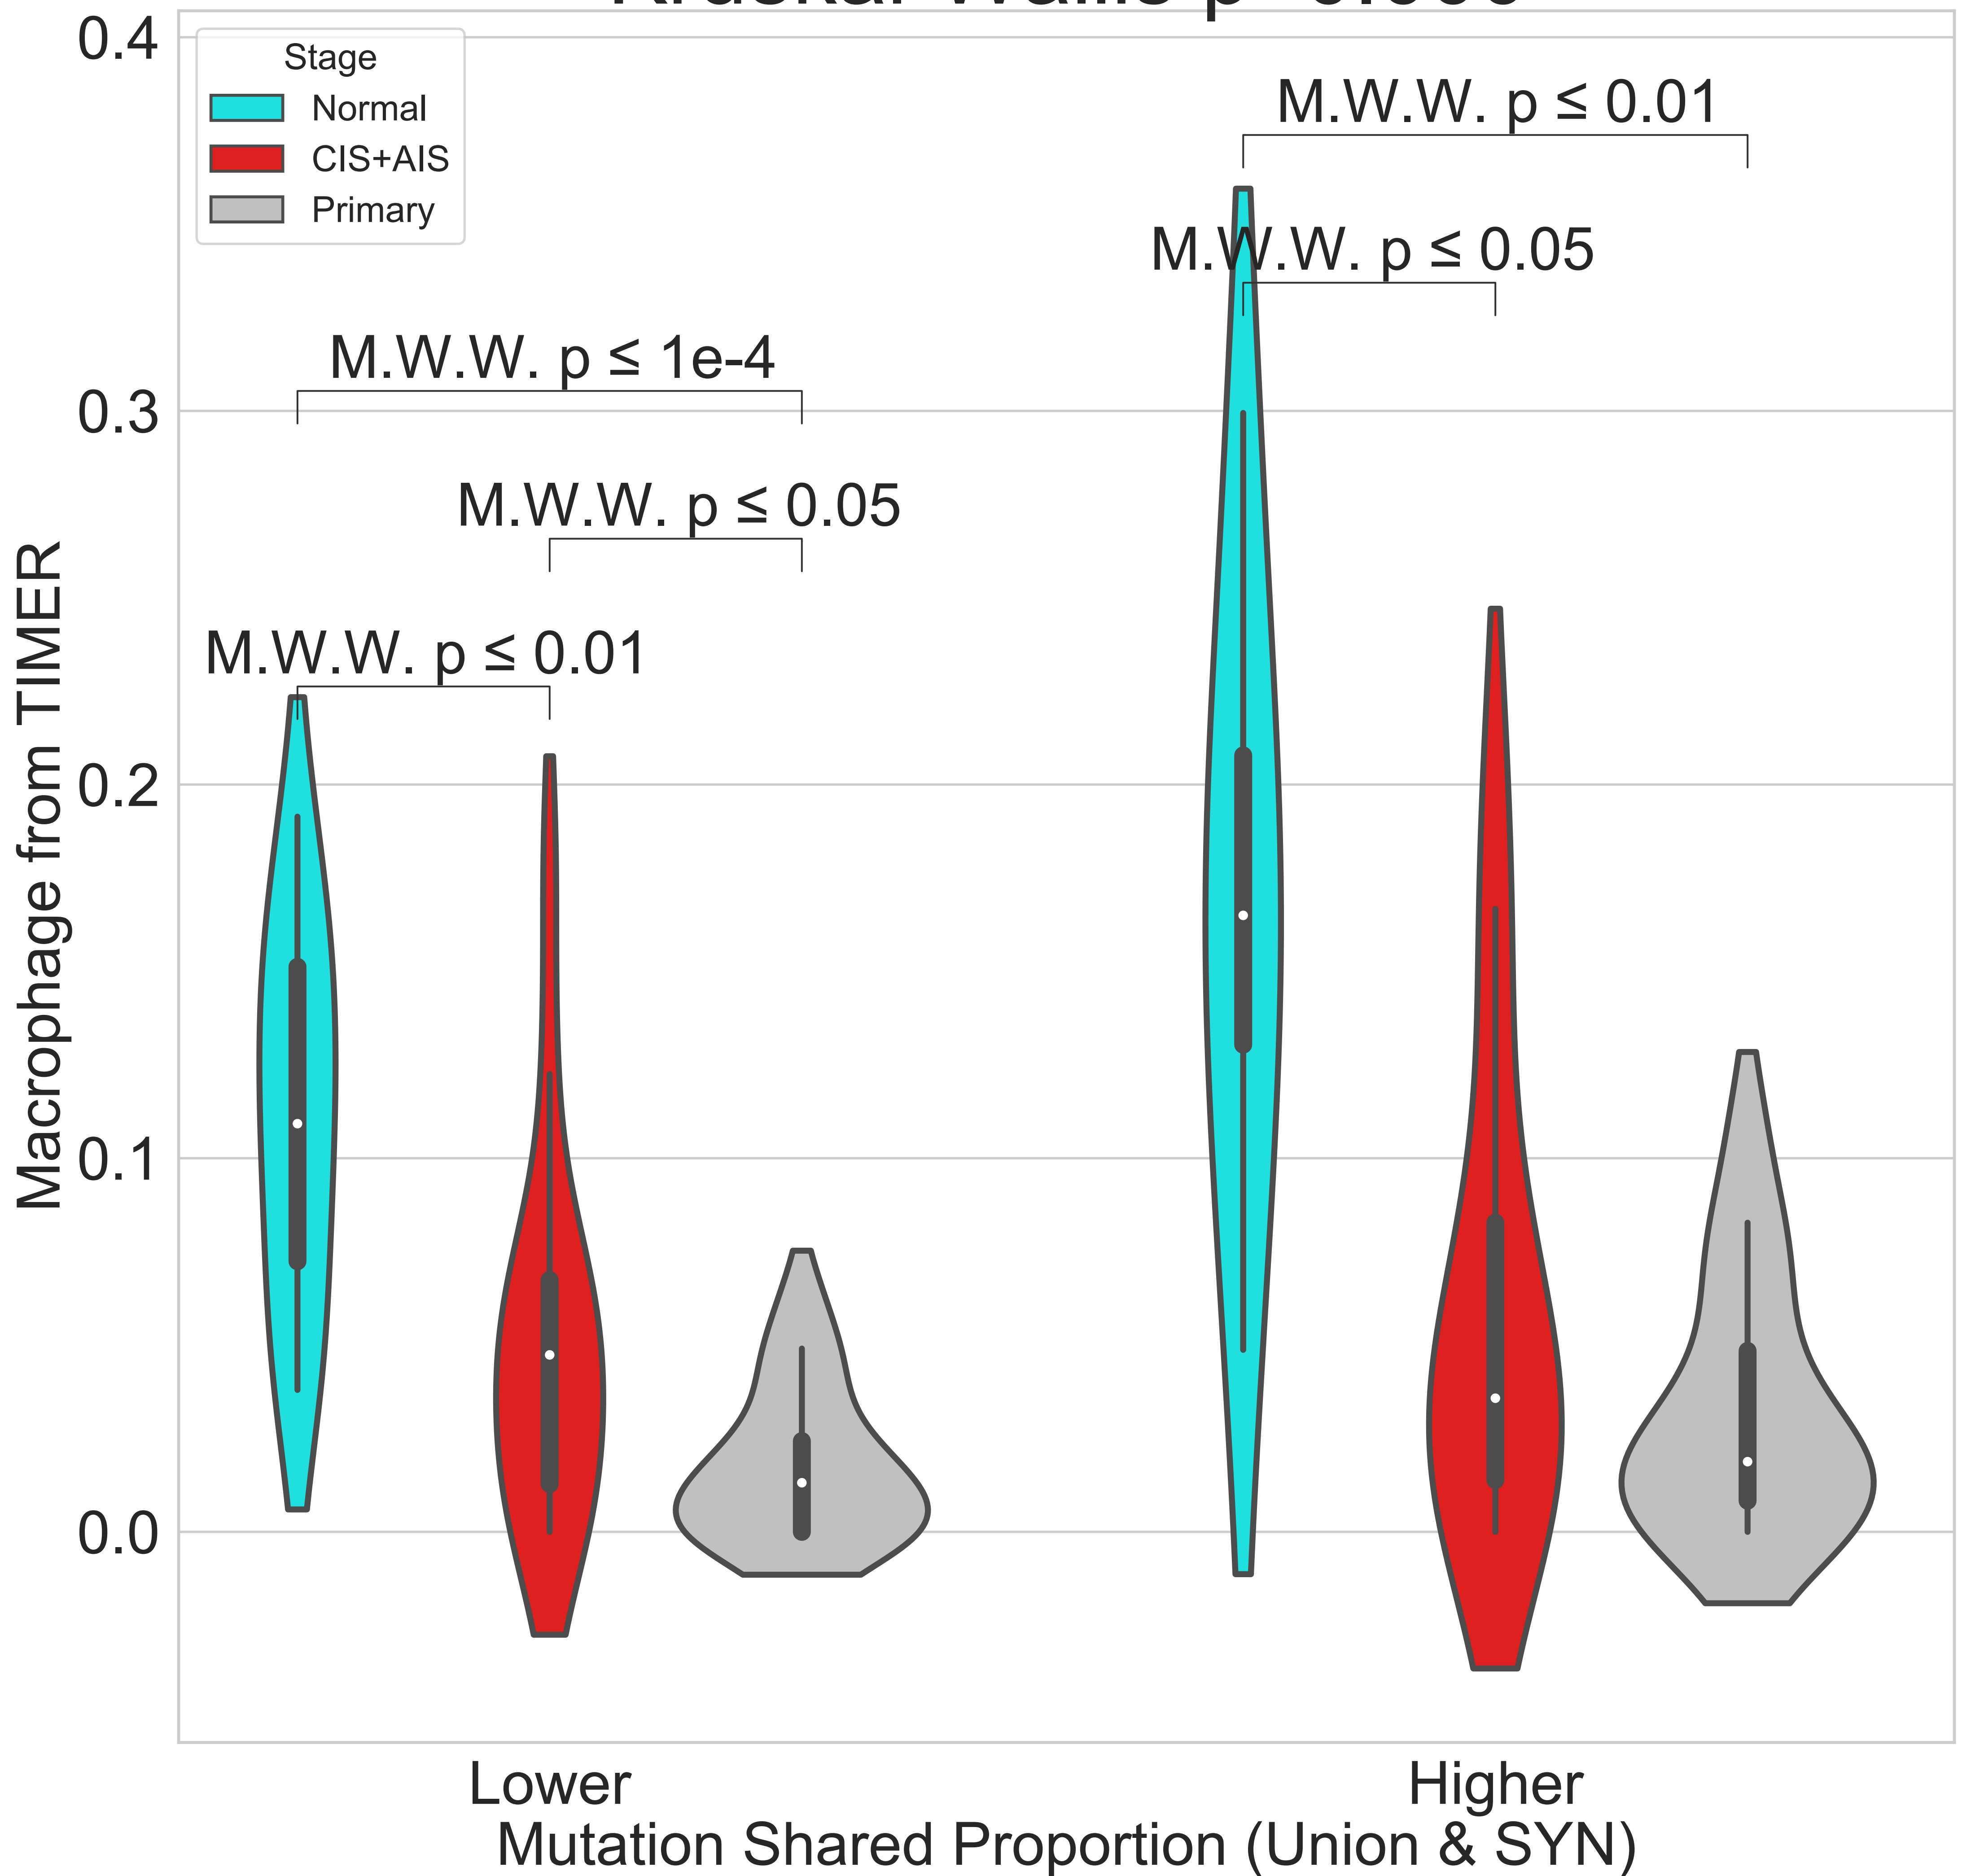 0.4
0.3
0.2
0.1
0.0
Macrophage from TIMER
Stage
Normal
CIS+AIS
Primary
M.W.W. p ≤ 0.01
M.W.W. p ≤ 0.05
M.W.W. p ≤ 1e-4
M.W.W. p ≤ 0.05
M.W.W. p ≤ 0.01
Lower
Higher
Mutation Shared Proportion (Union & SYN)